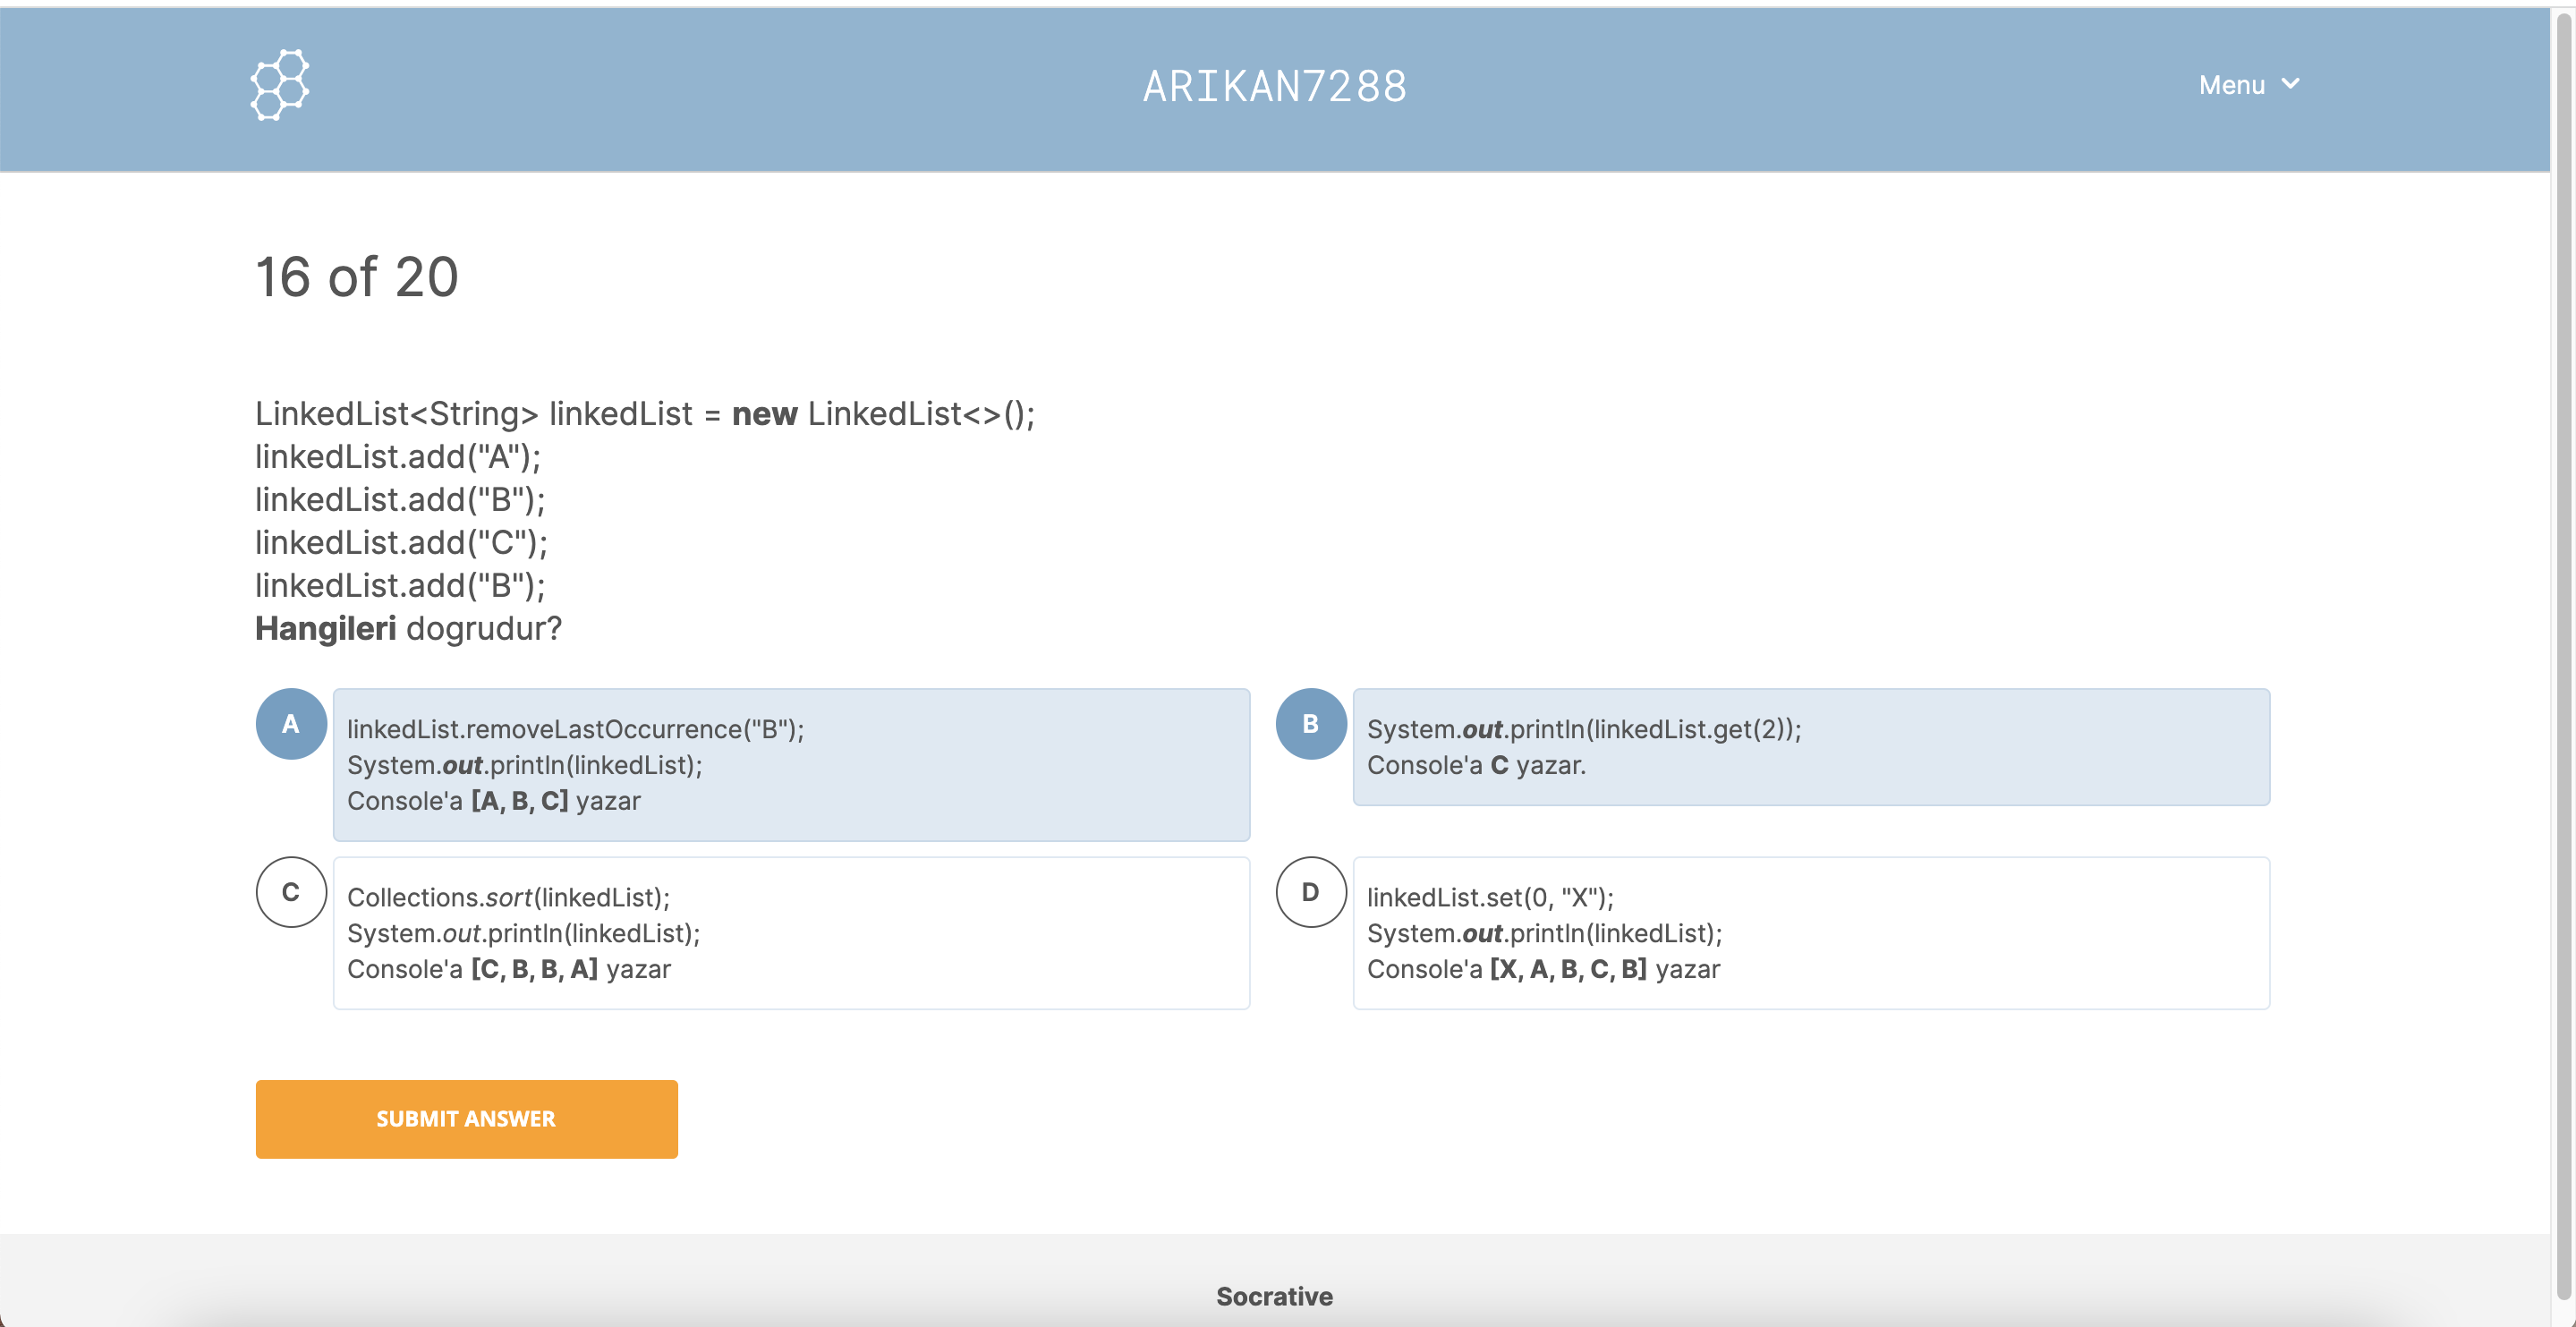 ARIKAN7288
Menu
16 of 20
LinkedList<String> linkedList = new LinkedList<>();
linkedList.add("A");
linkedList.add("B");
linkedList.add("C");
linkedList.add("B");
Hangileri dogrudur?
A
linkedList.removeLastOccurrence("B");
System.out.println(linkedList);
Console'a [A, B, C] yazar
B
System.out.println(linkedList.get(2));
Console'a C yazar.
C
Collections.sort(linkedList);
System.out.println(linkedList);
Console'a [C, B, B, A] yazar
D
linkedList.set(0, "X");
System.out.println(linkedList);
Console'a [X, A, B, C, B] yazar
SUBMIT ANSWER
Socrative